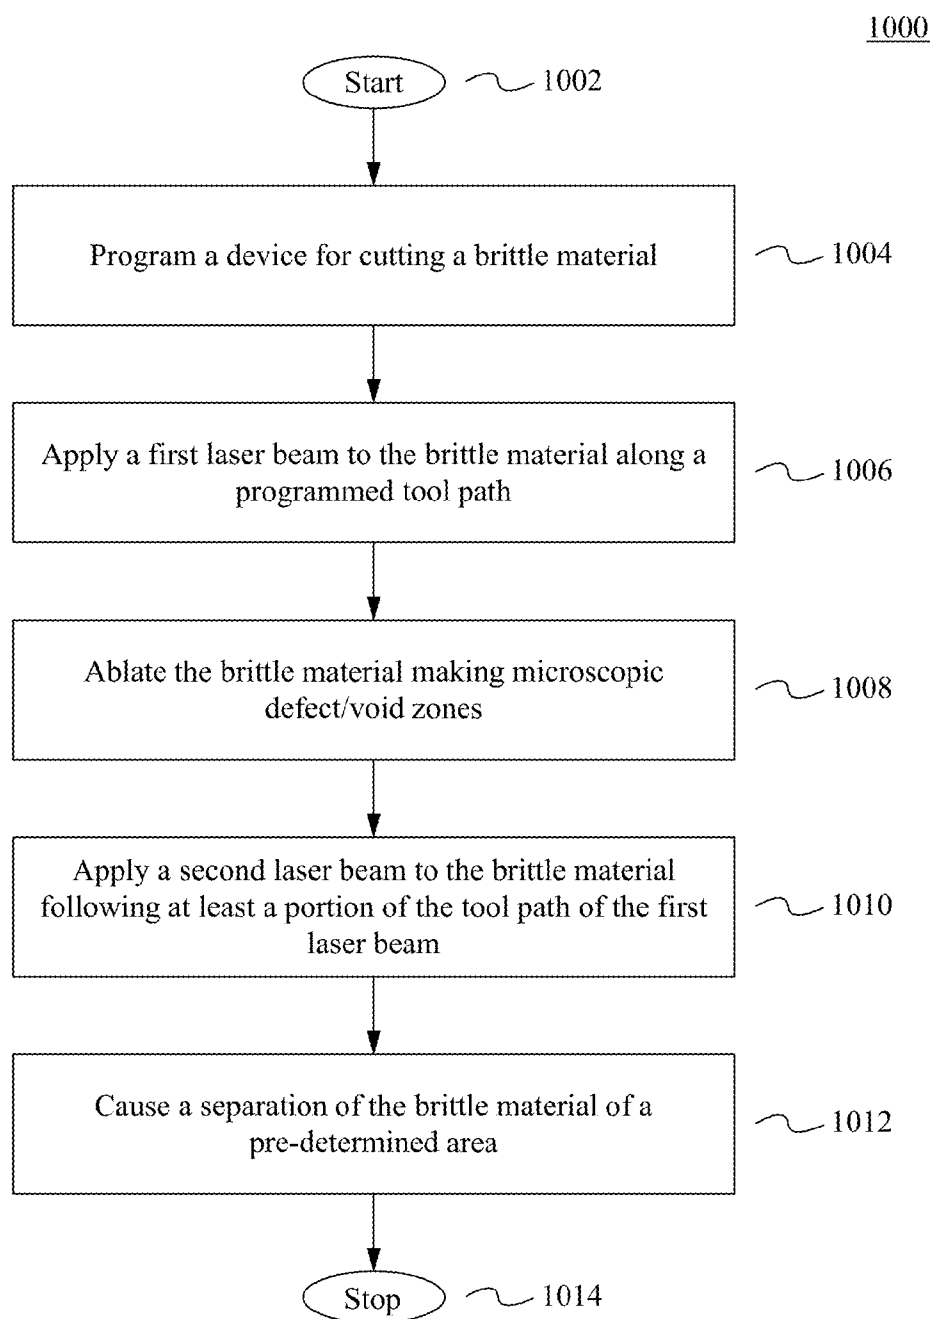 1000
Start
1002
Program a device for cutting a brittle material
1004
Apply a first laser beam to the brittle material along a
programmed tool path
1006
Ablate the brittle material making microscopic
defect/void zones
1008
Apply a second laser beam to the brittle material
following at least a portion of the tool path of the first
laser beam
1010
Cause a separation of the brittle material of a
pre-determined area
1012
Stop
1014